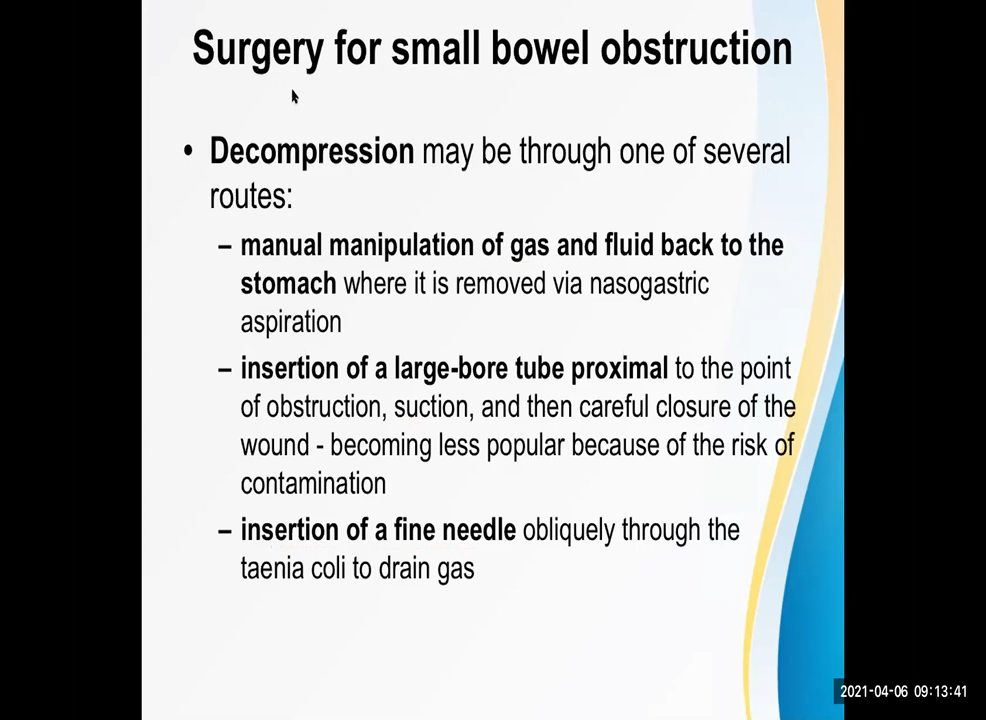 Surgery for small bowel obstruction
• Decompression may be through one of several
routes:
– manual manipulation of gas and fluid back to the
stomach where it is removed via nasogastric
aspiration
– insertion of a large-bore tube proximal to the point
of obstruction, suction, and then careful closure of the
wound - becoming less popular because of the risk of
contamination
– insertion of a fine needle obliquely through the
taenia coli to drain gas
2021-04-06 09:13:41